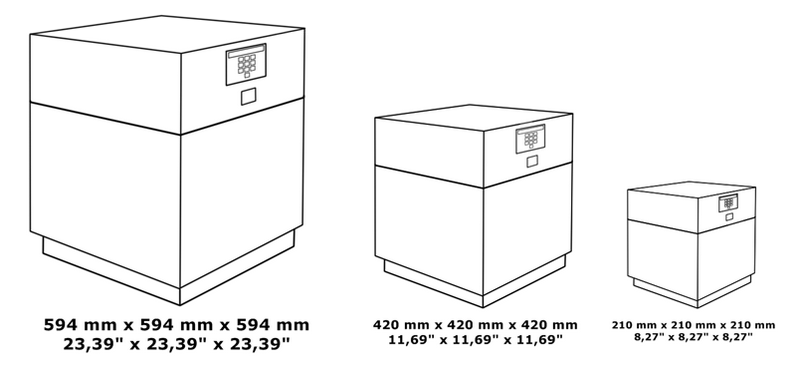 594 mm x 594 mm x 594 mm
23,39" x 23,39" x 23,39"
420 mm x 420 mm x 420 mm
11,69" x 11,69" x 11,69"
210 mm x 210 mm x 210 mm
8,27" x 8,27" x 8,27"